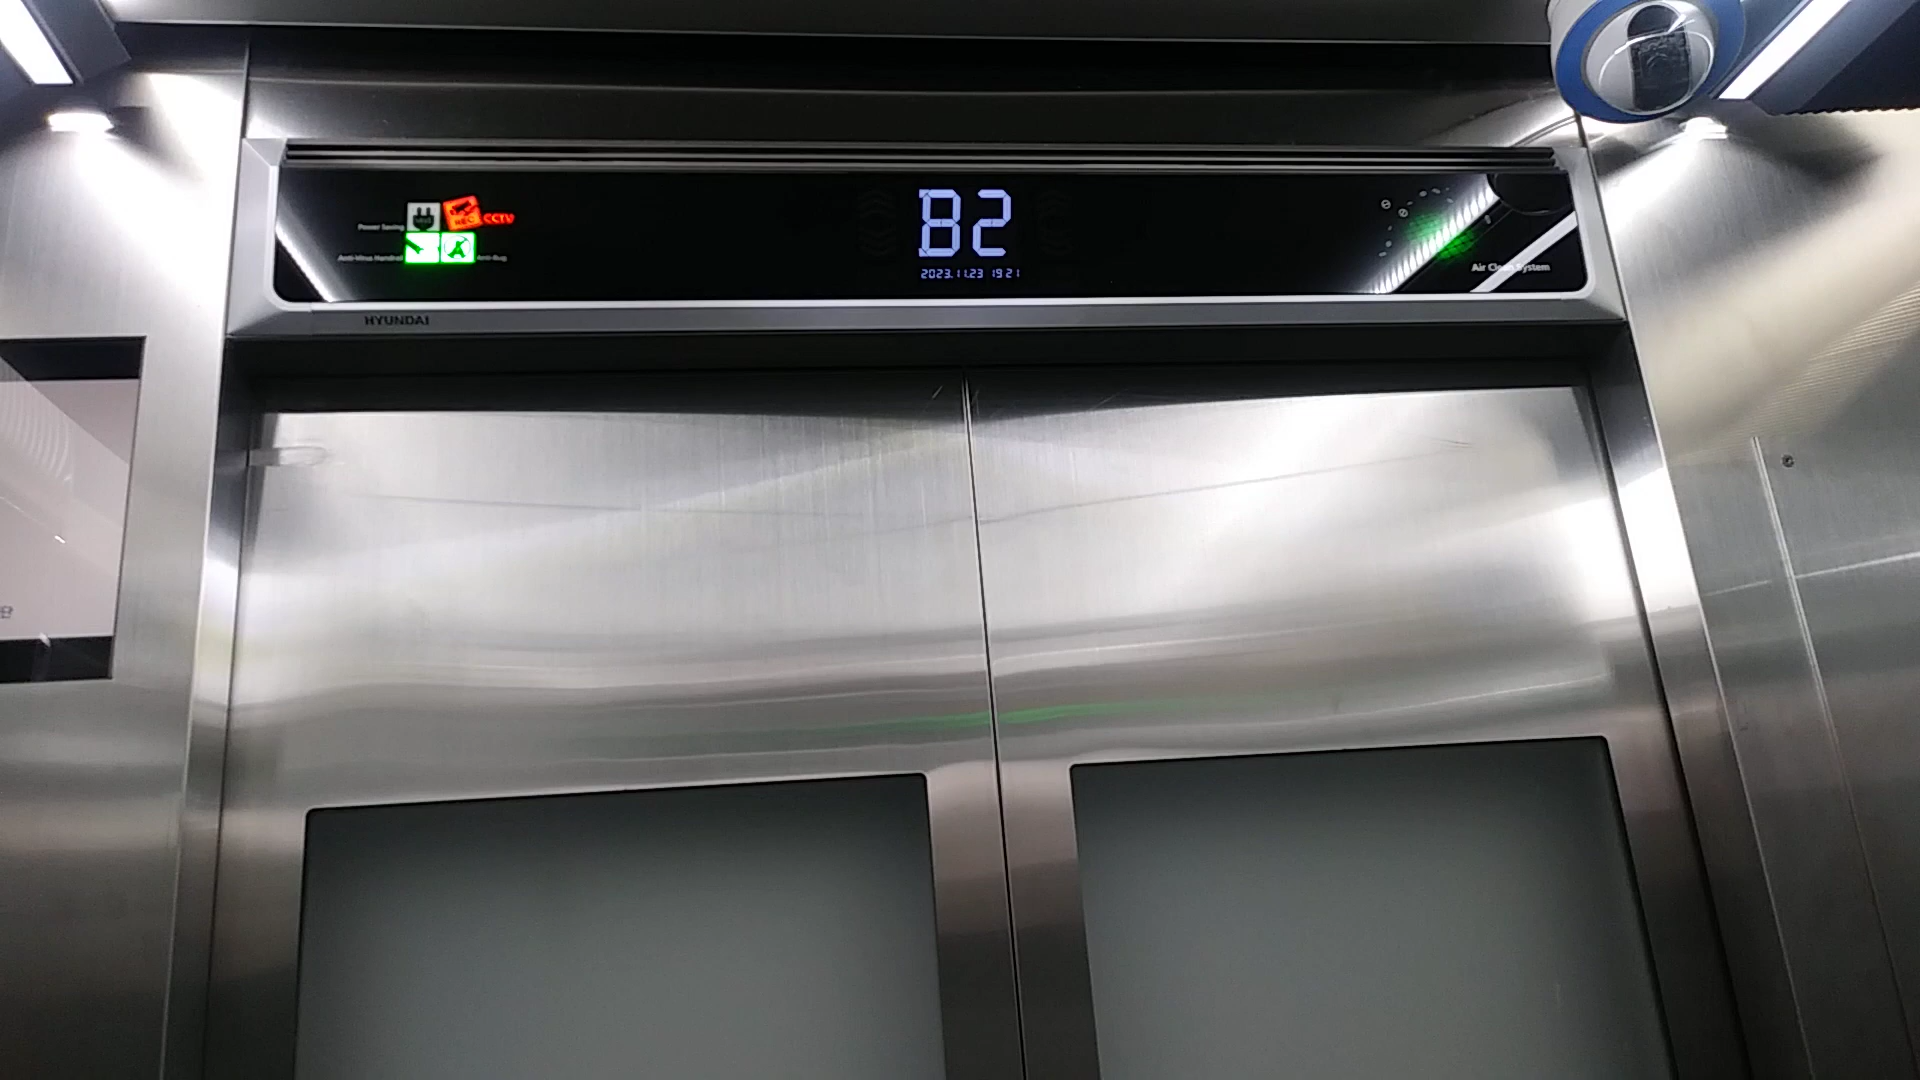 Power Saving
REC CCTV
Anti-Virus Handrail
Anti-Bug
B2
2023.11.23 19 21
Air Clean System
HYUNDAI